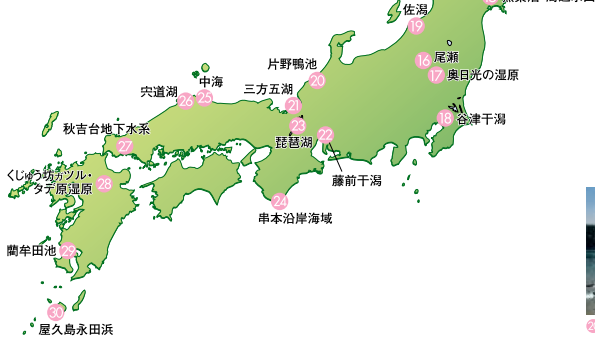 佐潟
19
16 尾瀬
17 奥日光の湿原
片野鴨池
20
中海
宍道湖
26 25
三方五湖
21
18 谷津干潟
秋吉台地下水系
27
23
琵琶湖
22
藤前干潟
くじゅう坊ガツル・
タデ原湿原
28
24
串本沿岸海域
藺牟田池
29
30
屋久島永田浜